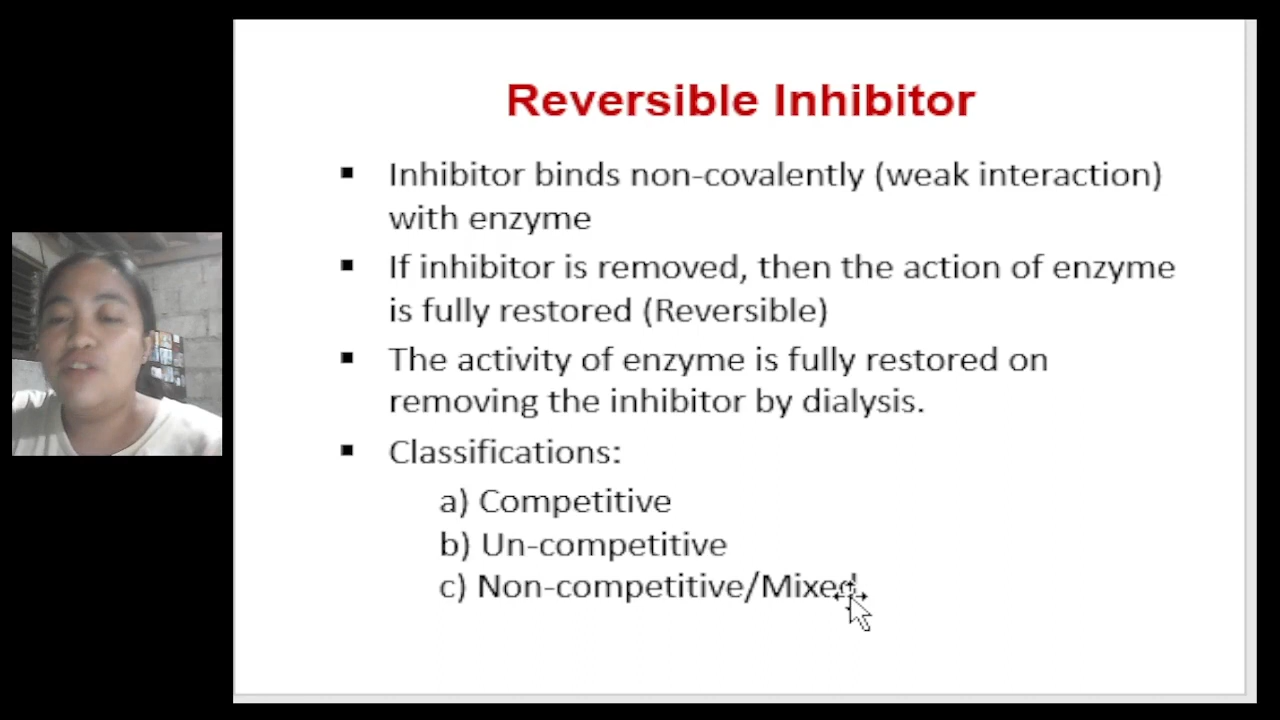 Reversible Inhibitor
▪ Inhibitor binds non-covalently (weak interaction)
with enzyme
▪ If inhibitor is removed, then the action of enzyme
is fully restored (Reversible)
▪ The activity of enzyme is fully restored on
removing the inhibitor by dialysis.
▪ Classifications:
a) Competitive
b) Un-competitive
c) Non-competitive/Mixed